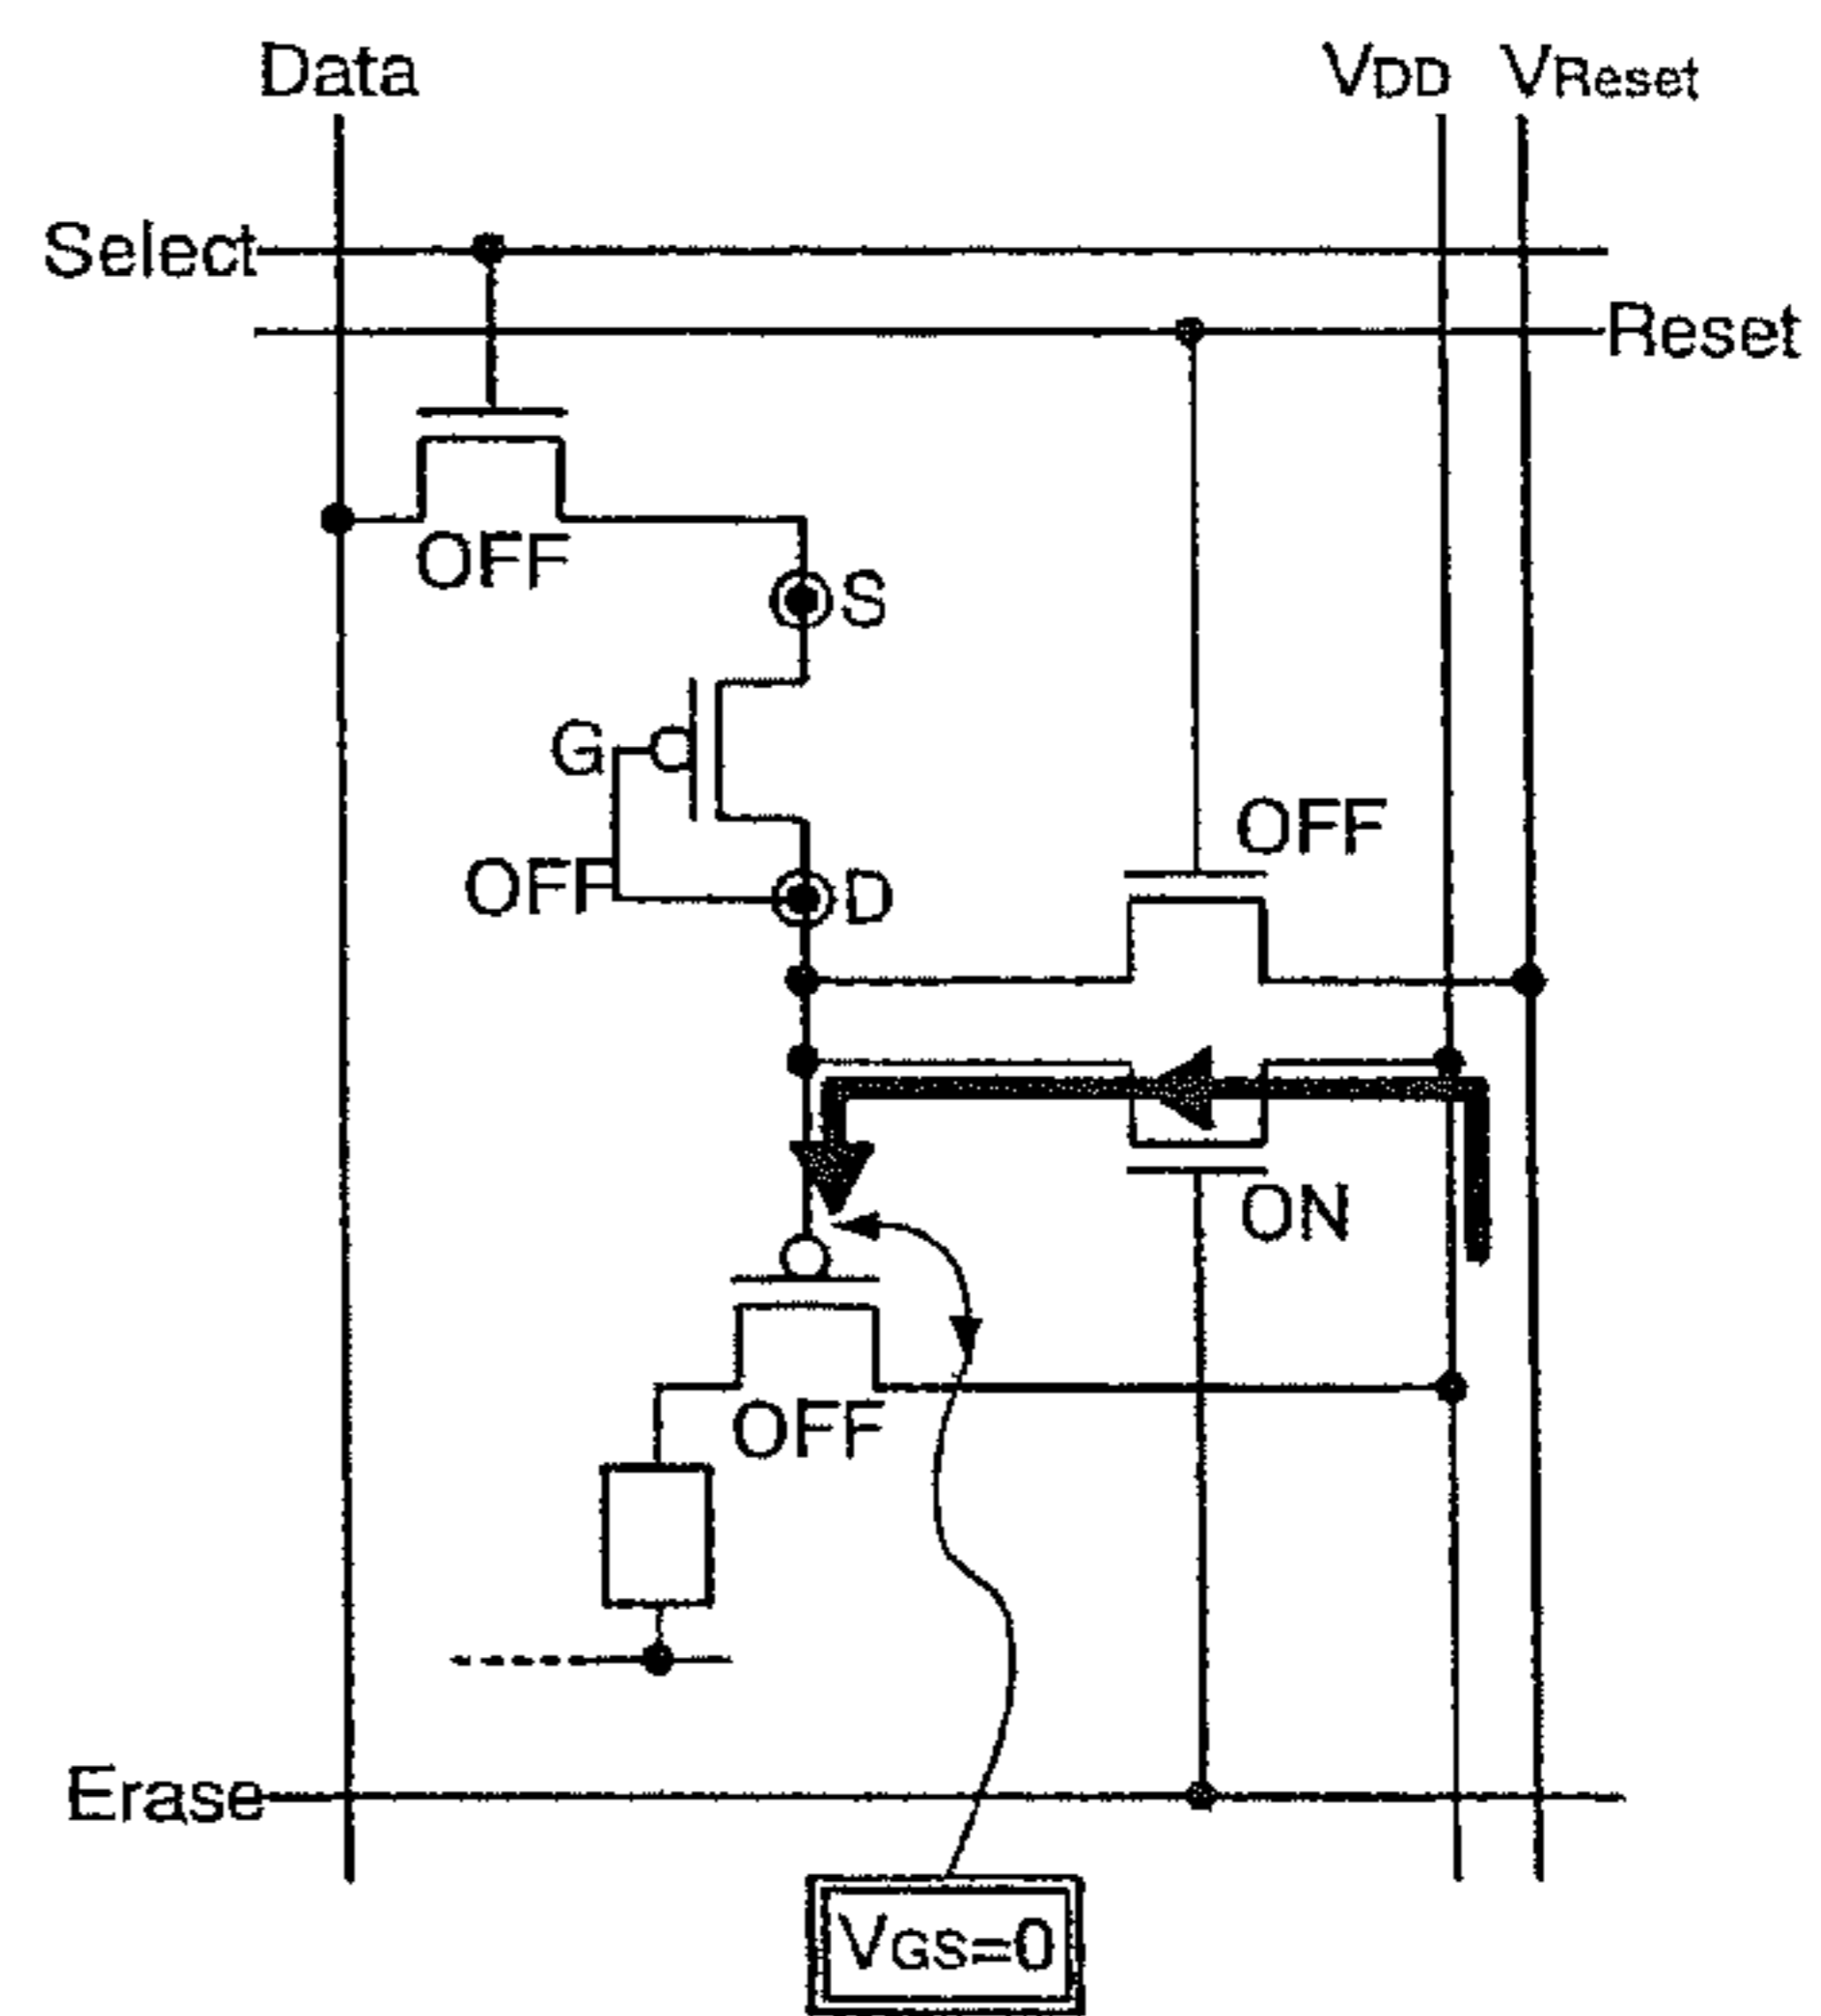 Data
VDD
VReset
Select
Reset
OFF
S
G
OFF
OFF
D
ON
OFF
Erase
VGS=0